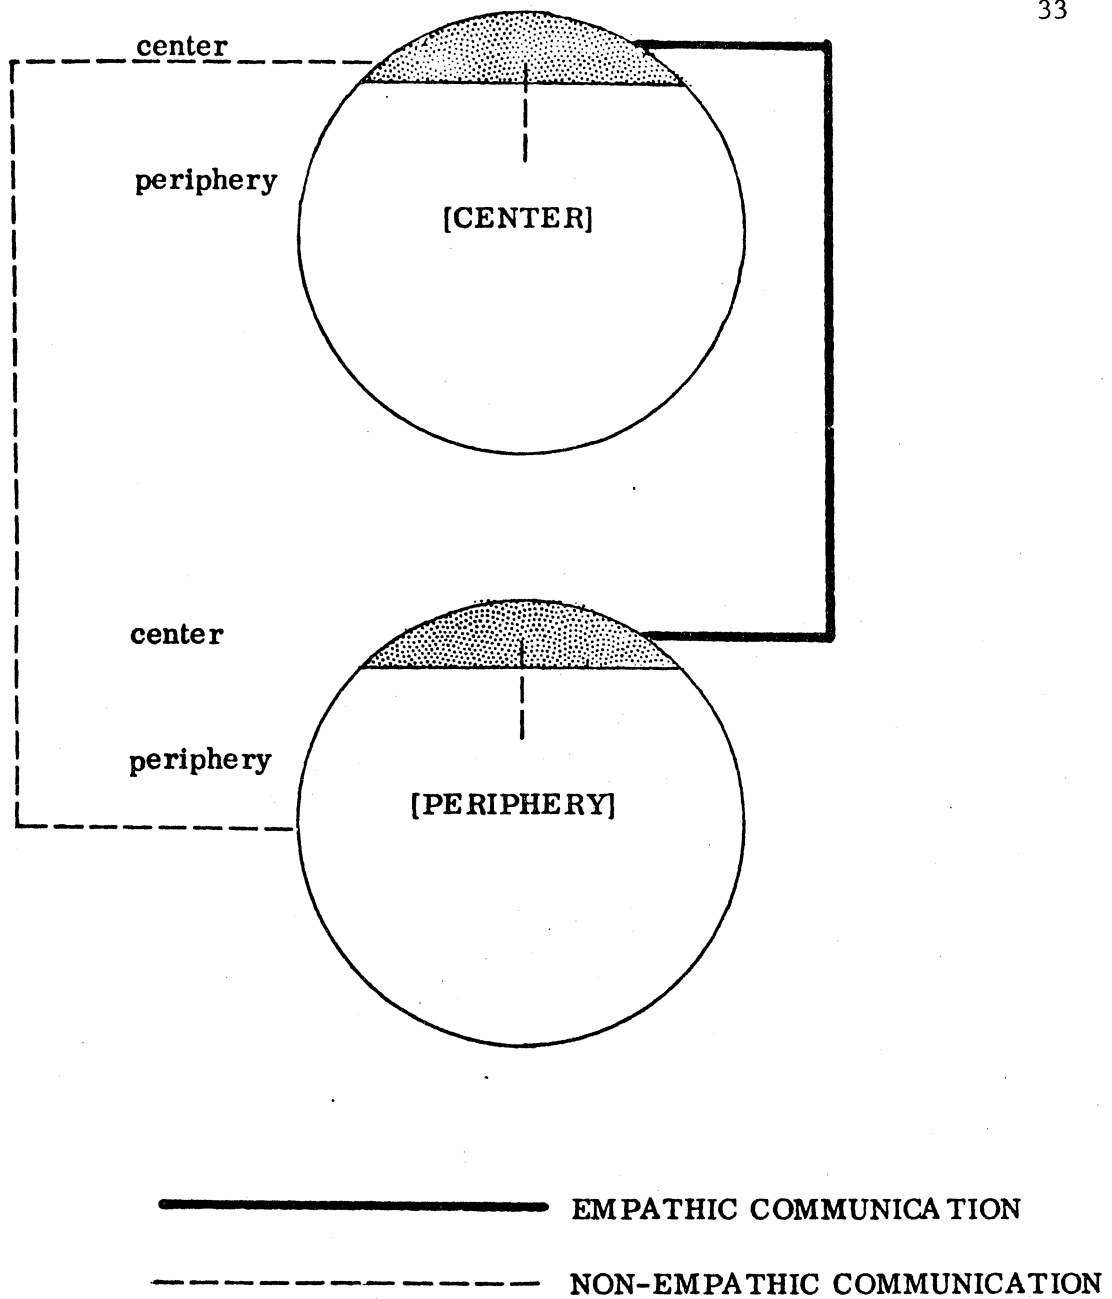 33
center
periphery
[CENTER]
center
periphery
[PERIPHERY]
EMPATHIC COMMUNICATION
NON-EMPATHIC COMMUNICATION